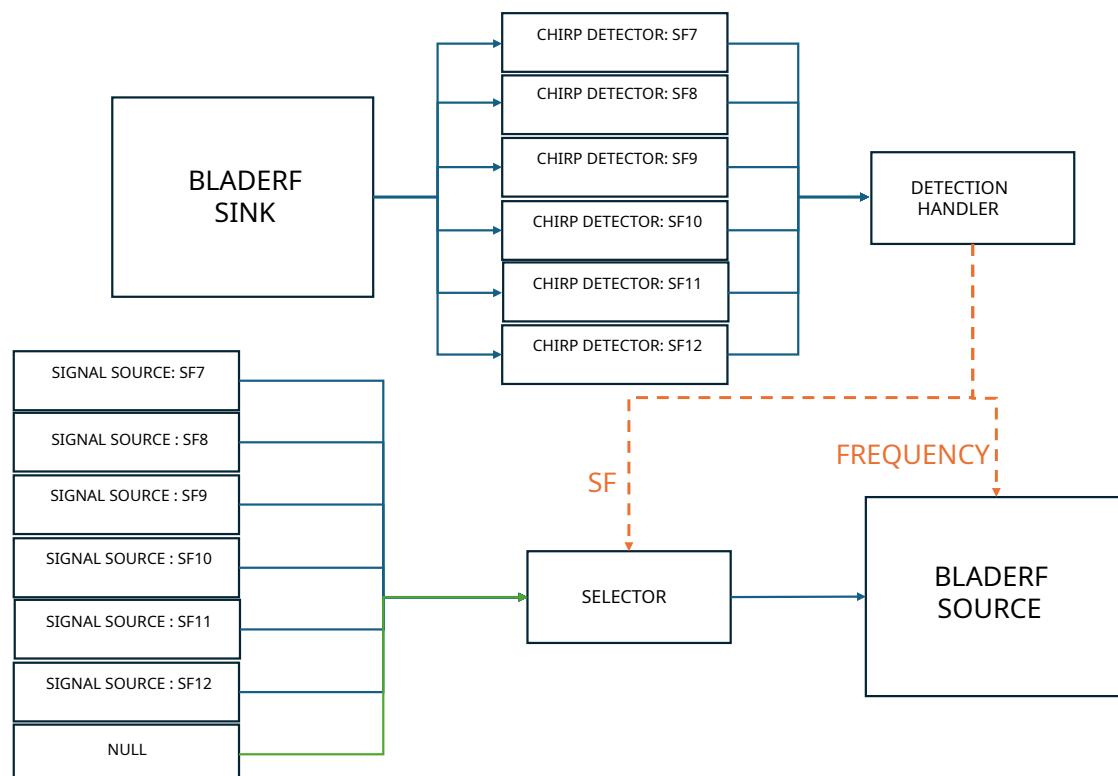 CHIRP DETECTOR: SF7
CHIRP DETECTOR: SF8
CHIRP DETECTOR: SF9
CHIRP DETECTOR: SF10
CHIRP DETECTOR: SF11
CHIRP DETECTOR: SF12
BLADERF
SINK
DETECTION
HANDLER
SIGNAL SOURCE: SF7
SIGNAL SOURCE : SF8
SIGNAL SOURCE : SF9
SIGNAL SOURCE : SF10
SIGNAL SOURCE : SF11
SIGNAL SOURCE : SF12
NULL
SF
FREQUENCY
SELECTOR
BLADERF
SOURCE